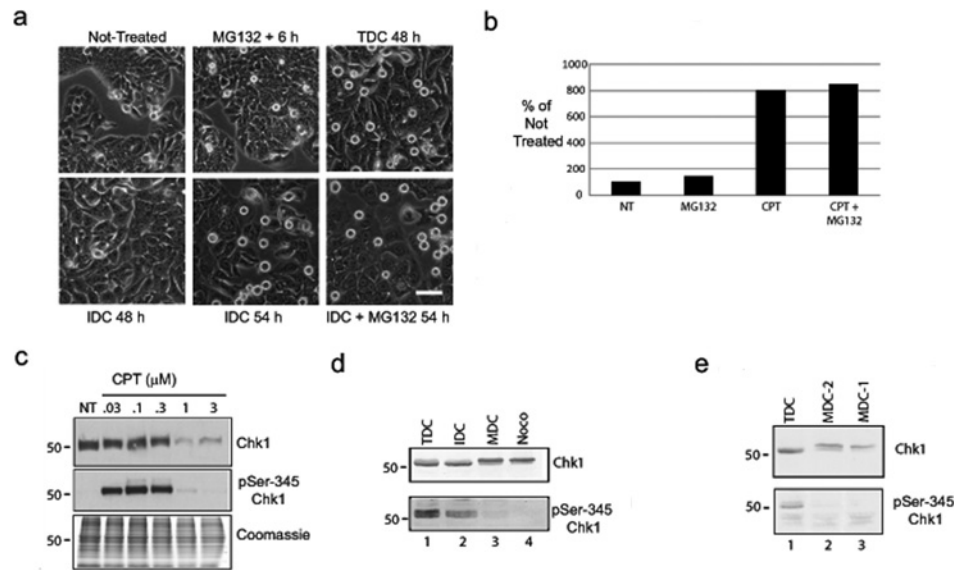 a
Not-Treated MG132 + 6 h TDC 48 h
IDC 48 h IDC 54 h IDC + MG132 54 h
b
% of
Not
Treated
1000
800
600
400
200
0
NT MG132 CPT CPT +
MG132
c
CPT (μM)
NT .03 .1 .3 1 3
50 Chk1
50 pSer-345
Chk1
Coomassie
d
TDC IDC MDC Noco
50 Chk1
50 pSer-345
Chk1
1 2 3 4
e
TDC MDC-2 MDC-1
50 Chk1
50 pSer-345
Chk1
1 2 3